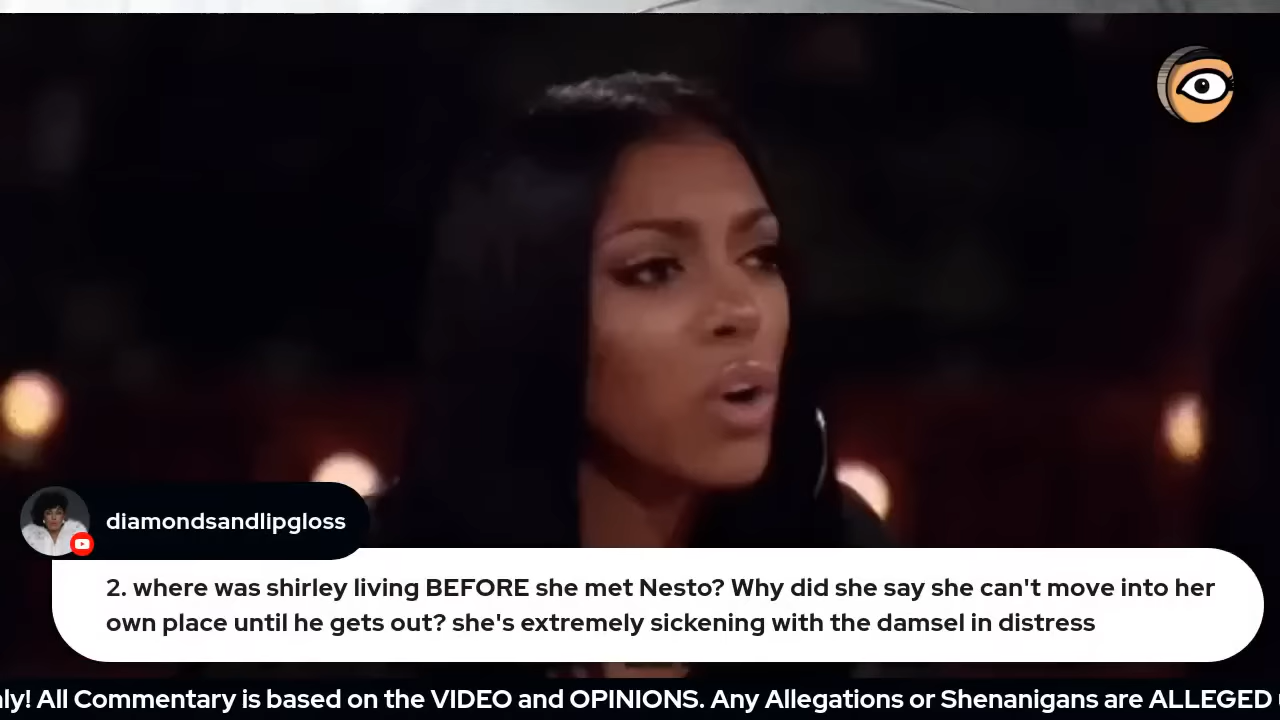 diamondsandlipgloss
2. where was shirley living BEFORE she met Nesto? Why did she say she can't move into her
own place until he gets out? she's extremely sickening with the damsel in distress
! All Commentary is based on the VIDEO and OPINIONS. Any Allegations or Shenanigans are ALLEGED